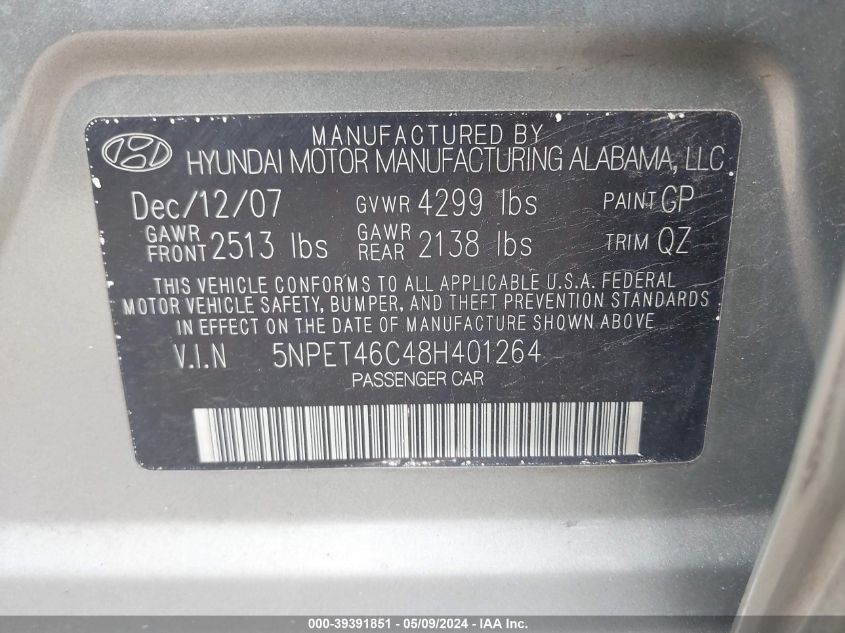 MANUFACTURED BY
HYUNDAI MOTOR MANUFACTURING ALABAMA, LLC
Dec/12/07 GVWR 4299 lbs PAINT GP
GAWR FRONT 2513 lbs GAWR REAR 2138 lbs TRIM QZ
THIS VEHICLE CONFORMS TO ALL APPLICABLE U.S.A. FEDERAL
MOTOR VEHICLE SAFETY, BUMPER, AND THEFT PREVENTION STANDARDS
IN EFFECT ON THE DATE OF MANUFACTURE SHOWN ABOVE
V.I.N 5NPET46C48H401264
PASSENGER CAR
000-39391851 - 05/09/2024 - IAA Inc.